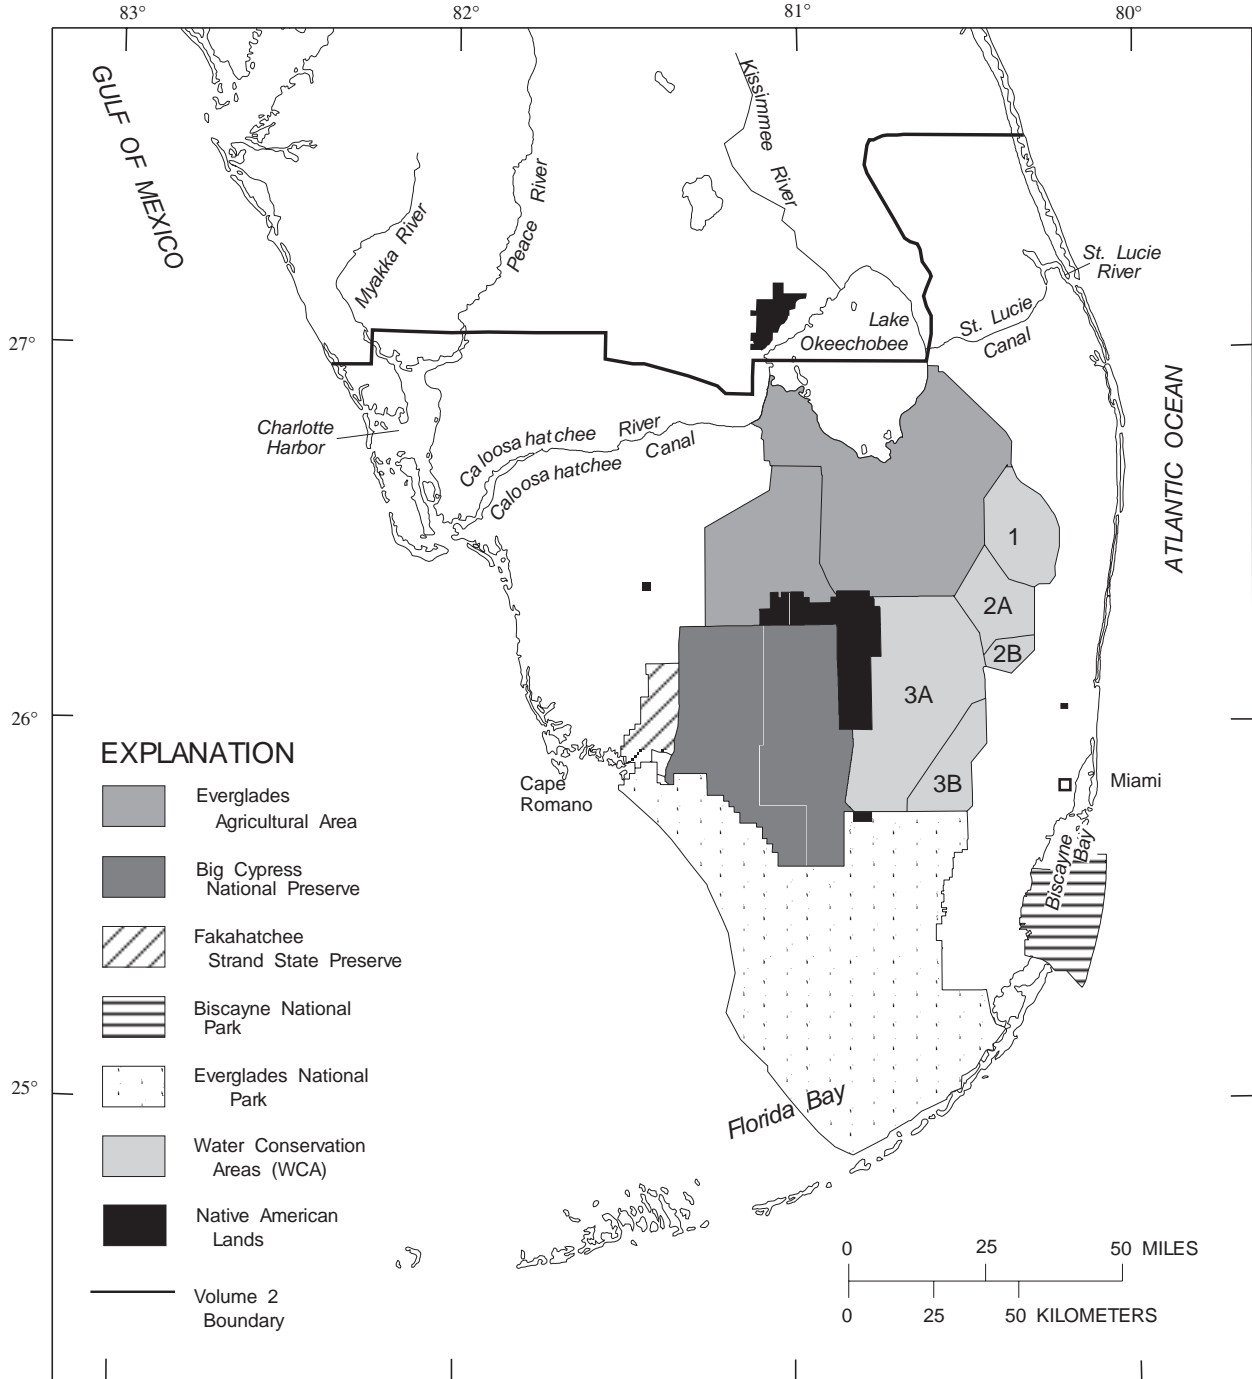 83°
82°
81°
80°
GULF OF MEXICO
Kissimmee River
Myakka River
Peace River
St. Lucie
River
27°
Lake
Okeechobee
St. Lucie
Canal
ATLANTIC OCEAN
Charlotte
Harbor
Caloosahatchee River
Caloosahatchee Canal
1
2A
2B
3A
26°
3B
Cape
Romano
Miami
Biscayne
Bay
EXPLANATION
Everglades
Agricultural Area
Big Cypress
National Preserve
Fakahatchee
Strand State Preserve
Biscayne National
Park
25°
Everglades National
Park
Florida Bay
Water Conservation
Areas (WCA)
Native American
Lands
Volume 2
Boundary
0 25 50 MILES
0 25 50 KILOMETERS